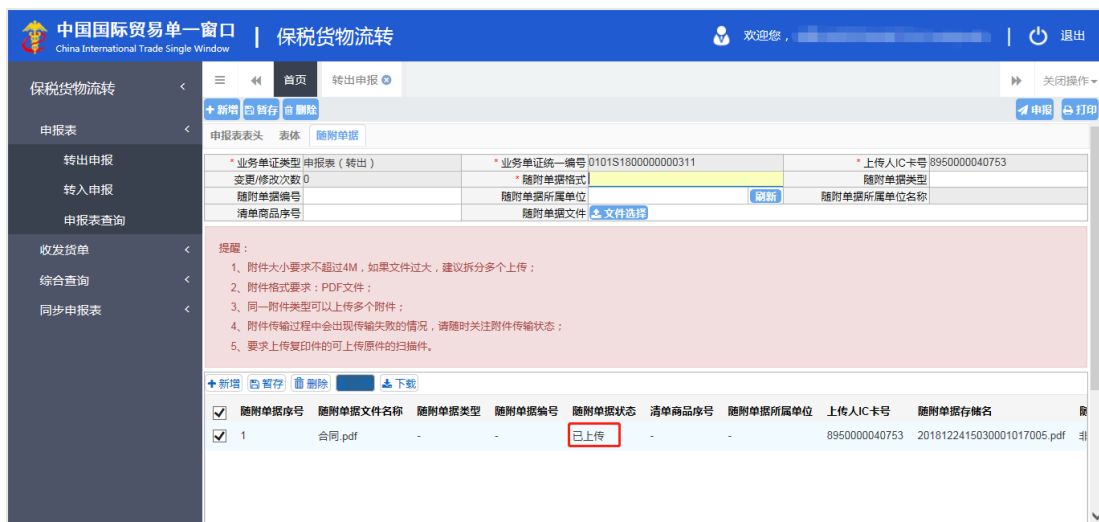 中国国际贸易单一窗口 | 保税货物流转 欢迎您， | 退出
China International Trade Single Window
保税货物流转
申报表
转出申报
转入申报
申报表查询
收发货单
综合查询
同步申报表
首页 转出申报 关闭操作
新增 暂存 删除 申报 打印
申报表表头 表体 随附单据
*业务单证类型 申报表（转出） *业务单证统一编号 0101S1800000000311 *上传人IC卡号 8950000040753
变更/修改次数 0 *随附单据格式 随附单据类型
随附单据编号 随附单据所属单位 刷新 随附单据所属单位名称
清单商品序号 随附单据文件 文件选择
提醒：
1、附件大小要求不超过4M，如果文件过大，建议拆分多个上传；
2、附件格式要求：PDF文件；
3、同一附件类型可以上传多个附件；
4、附件传输过程中会出现传输失败的情况，请随时关注附件传输状态；
5、要求上传复印件的可上传原件的扫描件。
新增 暂存 删除 下载
随附单据序号 随附单据文件名称 随附单据类型 随附单据编号 随附单据状态 清单商品序号 随附单据所属单位 上传人IC卡号 随附单据存储名
1 合同.pdf - - 已上传 - - 8950000040753 2018122415030001017005.pdf